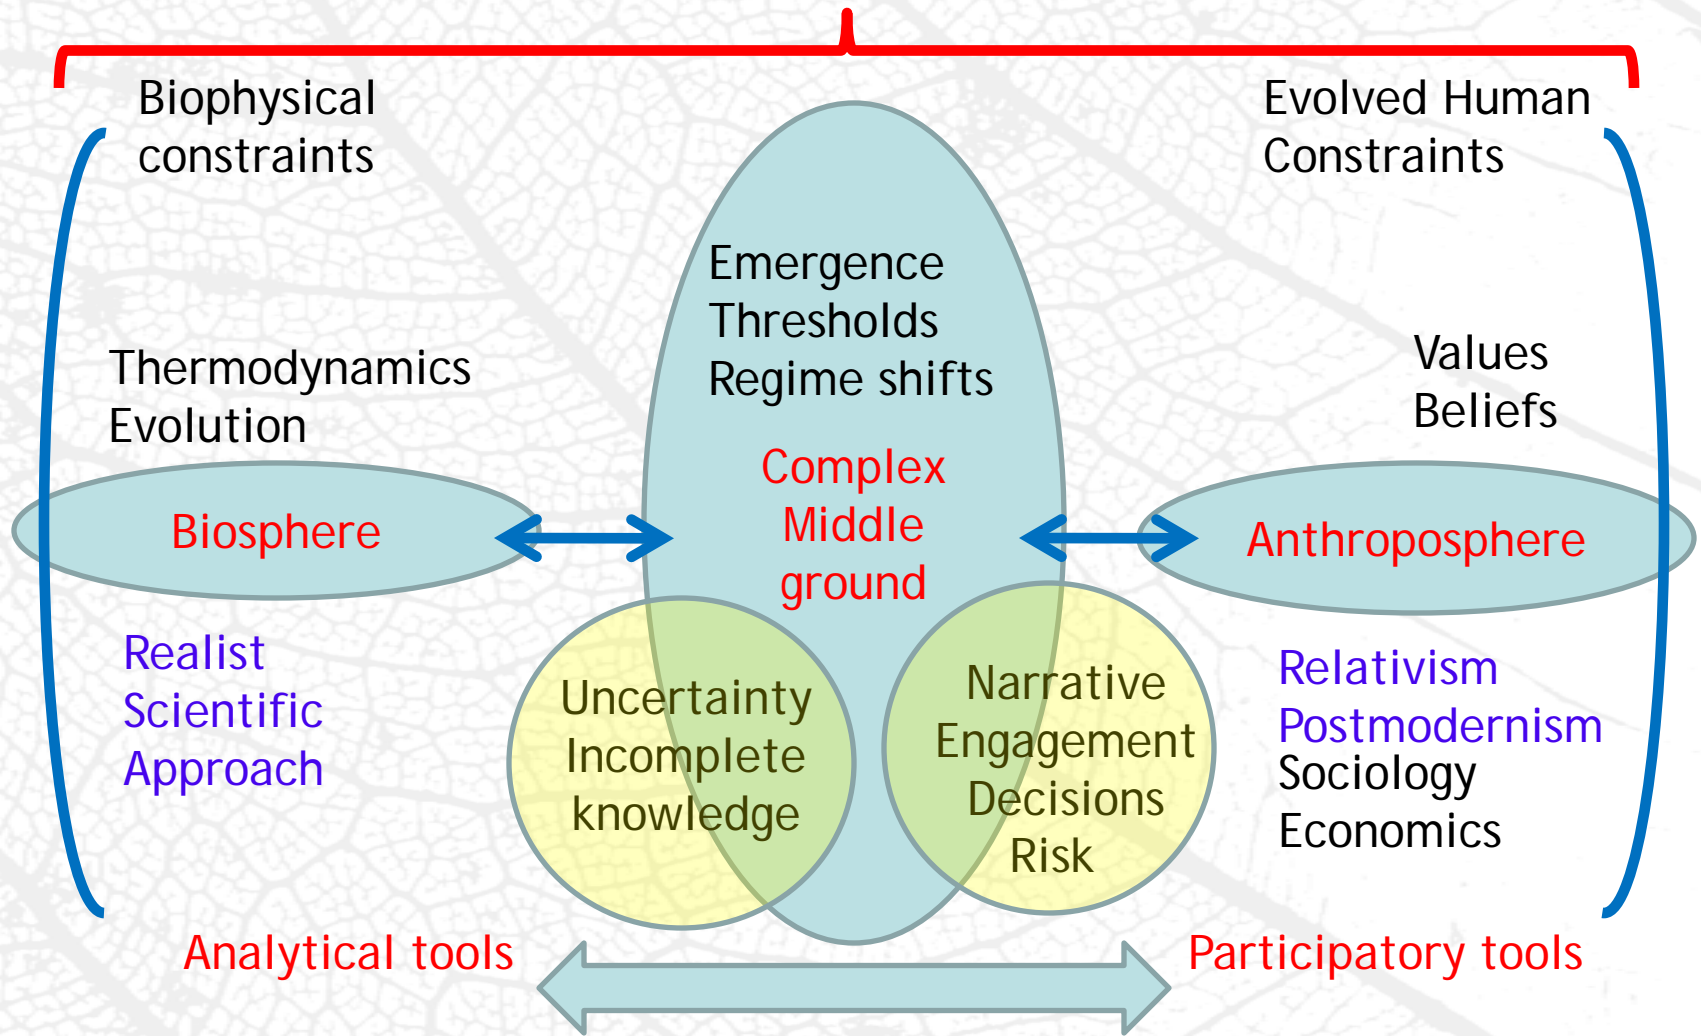 Biophysical
constraints
Evolved Human
Constraints
Emergence
Thresholds
Regime shifts
Thermodynamics
Evolution
Values
Beliefs
Complex
Middle
ground
Biosphere
Anthroposphere
Realist
Scientific
Approach
Uncertainty
Incomplete
knowledge
Narrative
Engagement
Decisions
Risk
Relativism
Postmodernism
Sociology
Economics
Analytical tools
Participatory tools